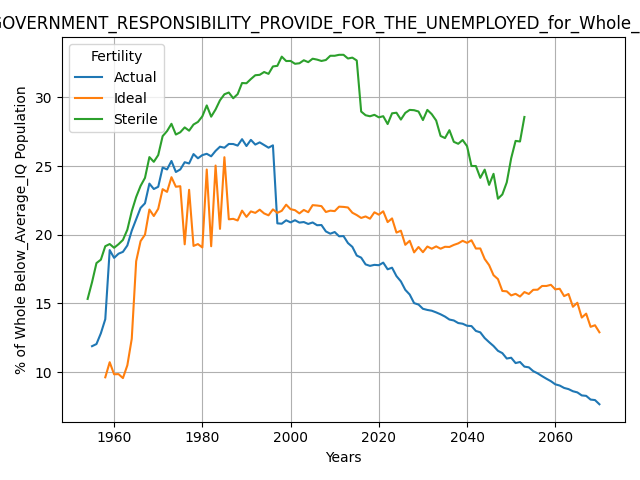 GOVERNMENT_RESPONSIBILITY_PROVIDE_FOR_THE_UNEMPLOYED_for_Whole_
Fertility
Actual
Ideal
Sterile
% of Whole Below_Average_IQ Population
30
25
20
15
10
1960 1980 2000 2020 2040 2060
Years